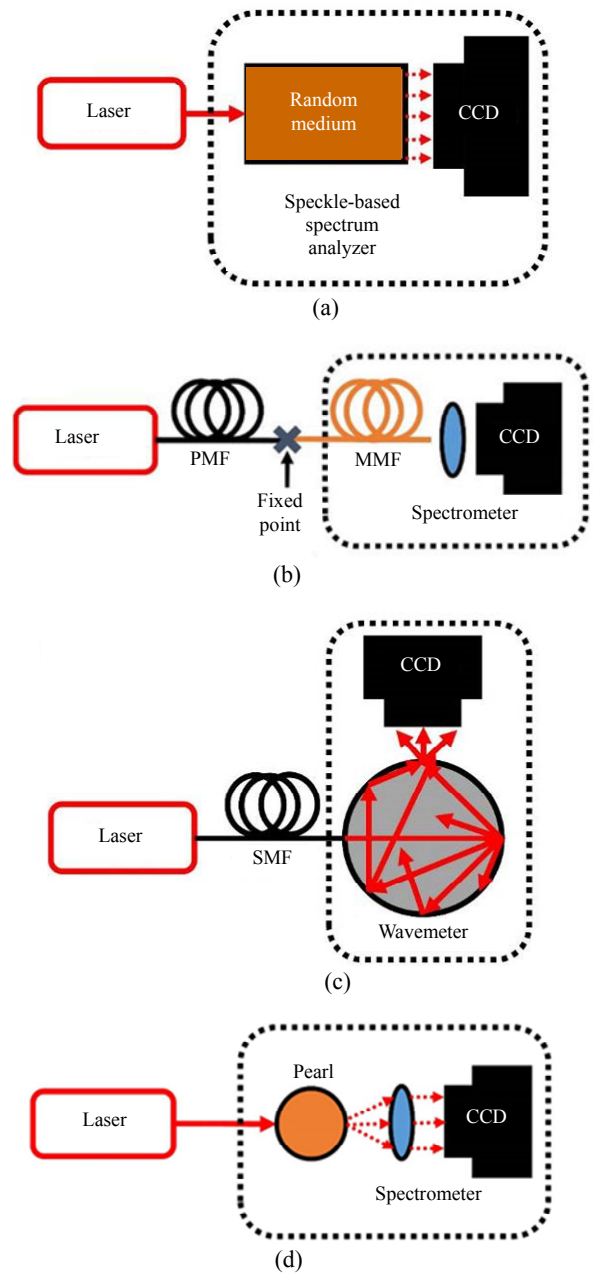 Laser
Random
medium
CCD
Speckle-based
spectrum
analyzer
(a)
Laser
PMF
Fixed
point
MMF
CCD
Spectrometer
(b)
CCD
Laser
SMF
Wavemeter
(c)
Pearl
Laser
CCD
Spectrometer
(d)